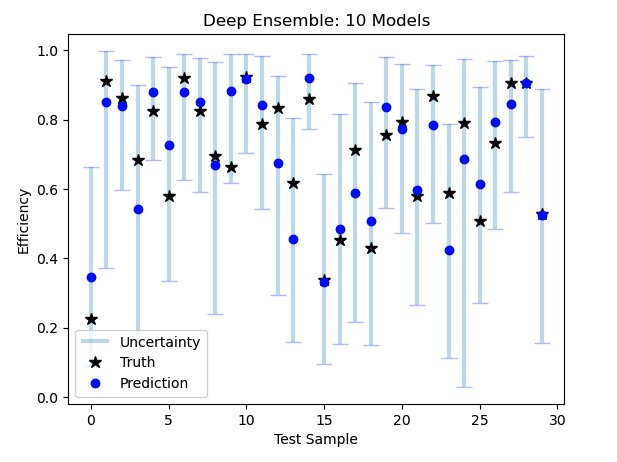 Deep Ensemble: 10 Models
1.0
0.8
0.6
0.4
0.2
0.0
Efficiency
Uncertainty
Truth
Prediction
0 5 10 15 20 25 30
Test Sample